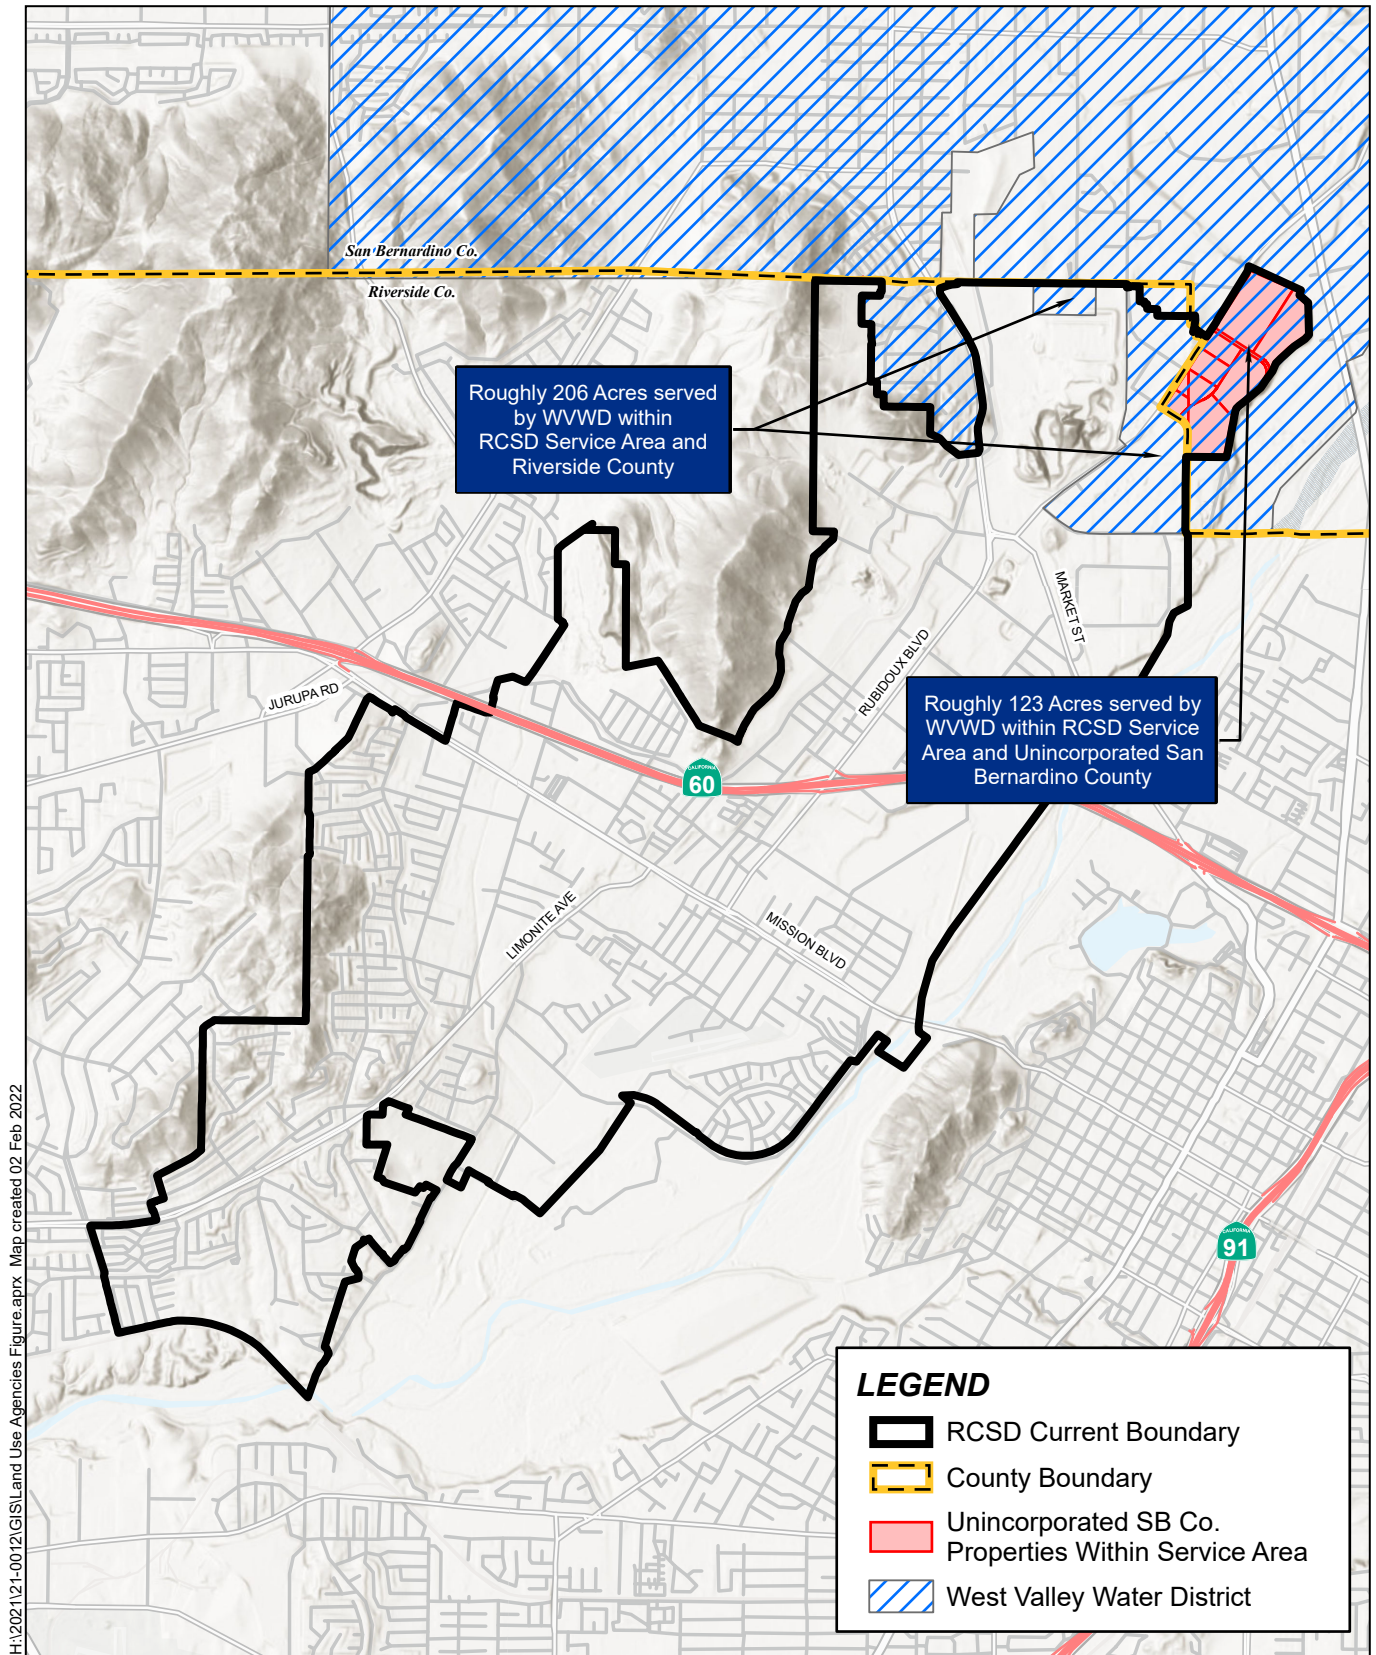 San Bernardino Co.
Riverside Co.
Roughly 206 Acres served
by WVWD within
RCSD Service Area and
Riverside County
MARKET ST
RUBIDOUX BLVD
JURUPA RD
Roughly 123 Acres served by
WVWD within RCSD Service
Area and Unincorporated San
Bernardino County
CALIFORNIA
60
LIMONITE AVE
MISSION BLVD
CALIFORNIA
91
LEGEND
RCSD Current Boundary
County Boundary
Unincorporated SB Co.
Properties Within Service Area
West Valley Water District
H:\2021\21-0012\GIS\Land Use Agencies Figure.aprx Map created 02 Feb 2022